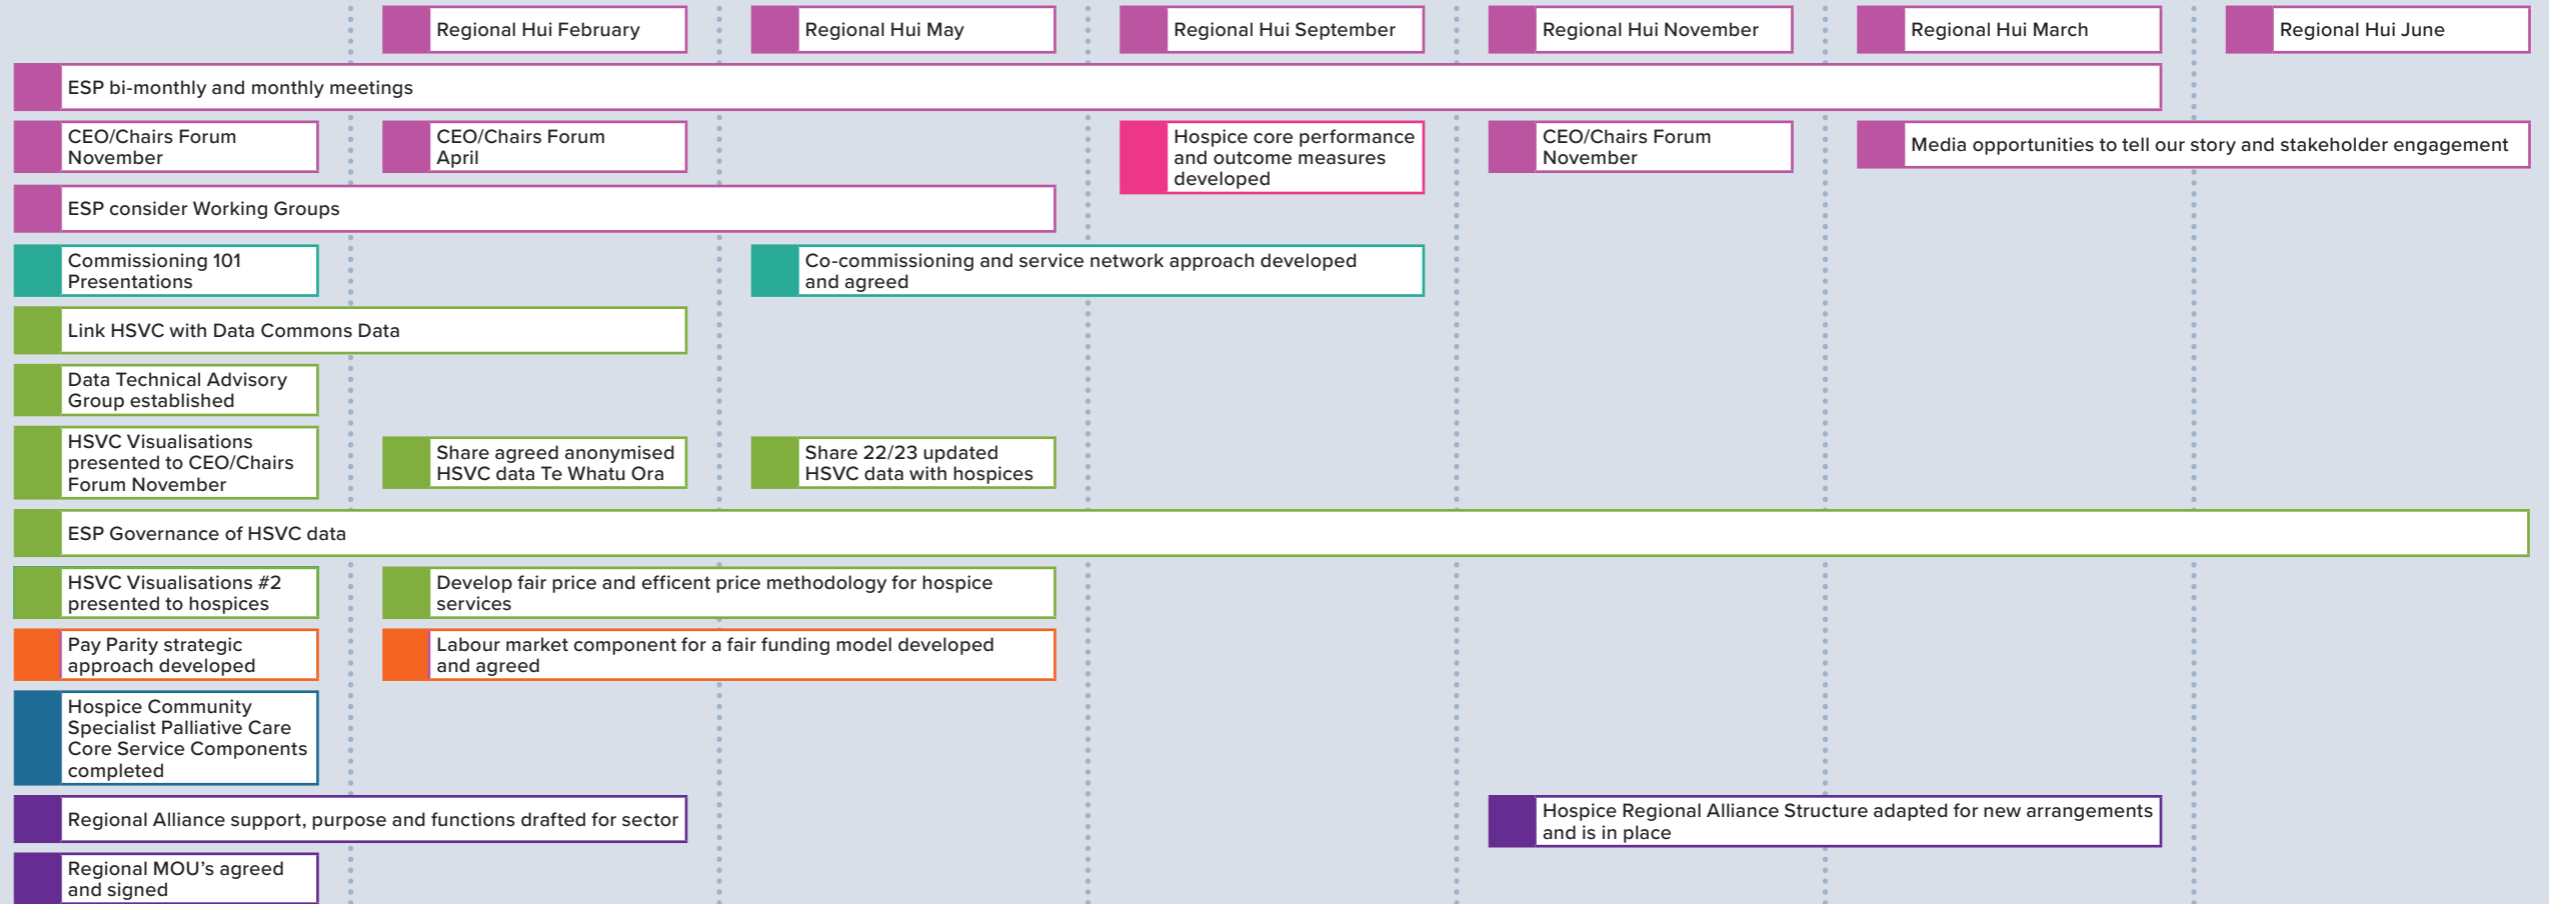 Regional Hui February
Regional Hui May
Regional Hui September
Regional Hui November
Regional Hui March
Regional Hui June
ESP bi-monthly and monthly meetings
CEO/Chairs Forum
November
CEO/Chairs Forum
April
Hospice core performance
and outcome measures
developed
CEO/Chairs Forum
November
Media opportunities to tell our story and stakeholder engagement
ESP consider Working Groups
Commissioning 101
Presentations
Co-commissioning and service network approach developed
and agreed
Link HSVC with Data Commons Data
Data Technical Advisory
Group established
HSVC Visualisations
presented to CEO/Chairs
Forum November
Share agreed anonymised
HSVC data Te Whatu Ora
Share 22/23 updated
HSVC data with hospices
ESP Governance of HSVC data
HSVC Visualisations #2
presented to hospices
Develop fair price and efficent price methodology for hospice
services
Pay Parity strategic
approach developed
Labour market component for a fair funding model developed
and agreed
Hospice Community
Specialist Palliative Care
Core Service Components
completed
Regional Alliance support, purpose and functions drafted for sector
Hospice Regional Alliance Structure adapted for new arrangements
and is in place
Regional MOU’s agreed
and signed